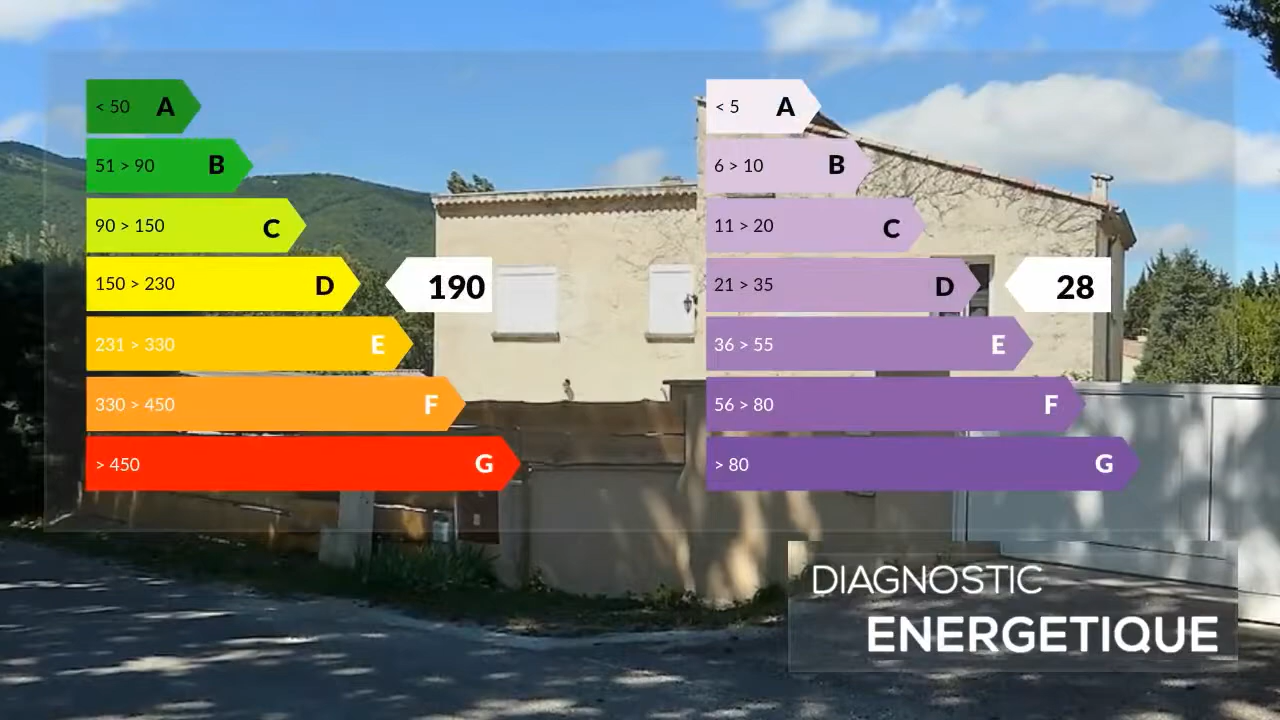 < 50 A
51 > 90 B
90 > 150 C
150 > 230 D
190
231 > 330 E
330 > 450 F
> 450 G
< 5 A
6 > 10 B
11 > 20 C
21 > 35 D
28
36 > 55 E
56 > 80 F
> 80 G
DIAGNOSTIC
ENERGETIQUE